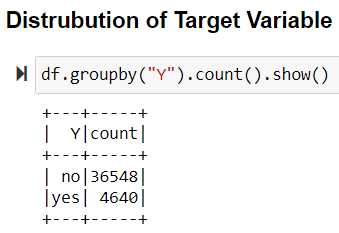 Distrubution of Target Variable
df.groupby("Y").count().show()
+---+-----+
|  Y|count|
+---+-----+
| no|36548|
|yes| 4640|
+---+-----+